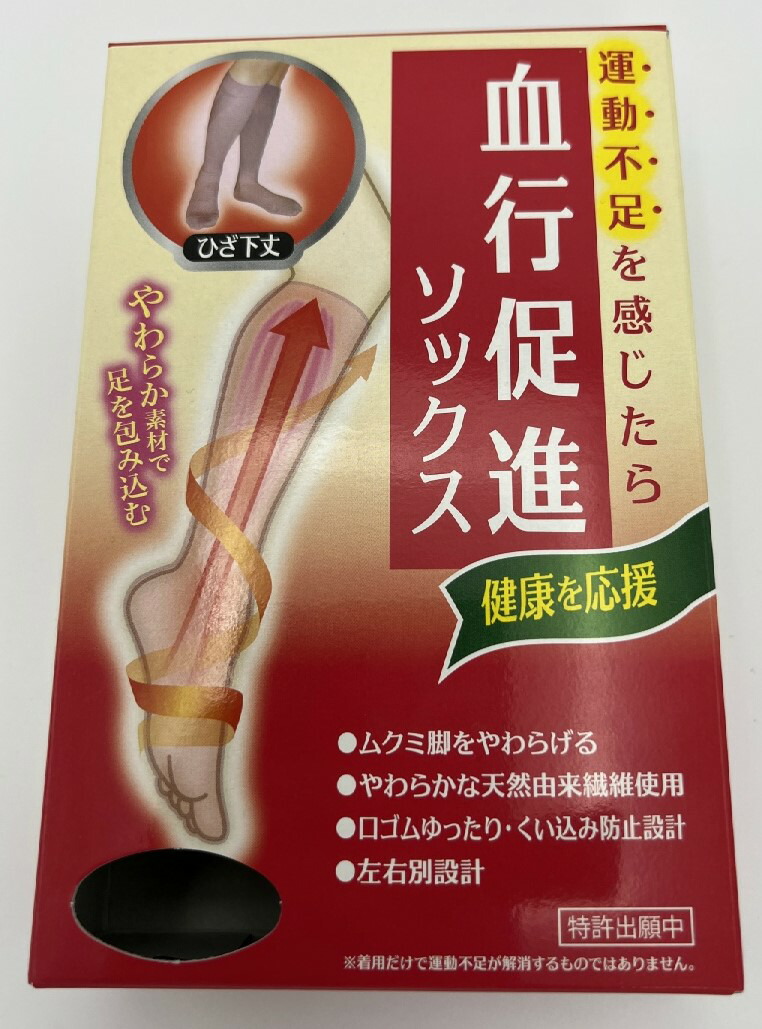 運動不足を感じたら
血行促進
ソックス
ひざ下丈
やわらか素材で
足を包み込む
健康を応援
●ムクミ脚をやわらげる
●やわらかな天然由来繊維使用
●口ゴムゆったり・くい込み防止設計
●左右別設計
特許出願中
※着用だけで運動不足が解消するものではありません。